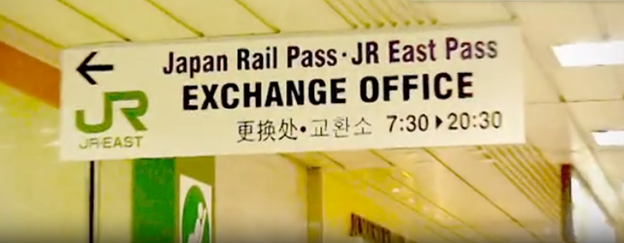 Japan Rail Pass・JR East Pass
EXCHANGE OFFICE
更换处・교환소 7:30▶20:30
JR
JR-EAST